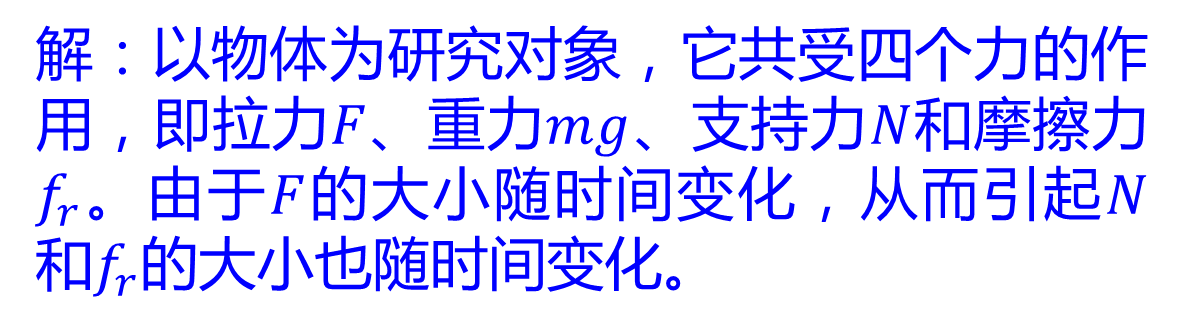 解：以物体为研究对象，它共受四个力的作
用，即拉力F、重力mg、支持力N和摩擦力
fr。由于F的大小随时间变化，从而引起N
和fr的大小也随时间变化。